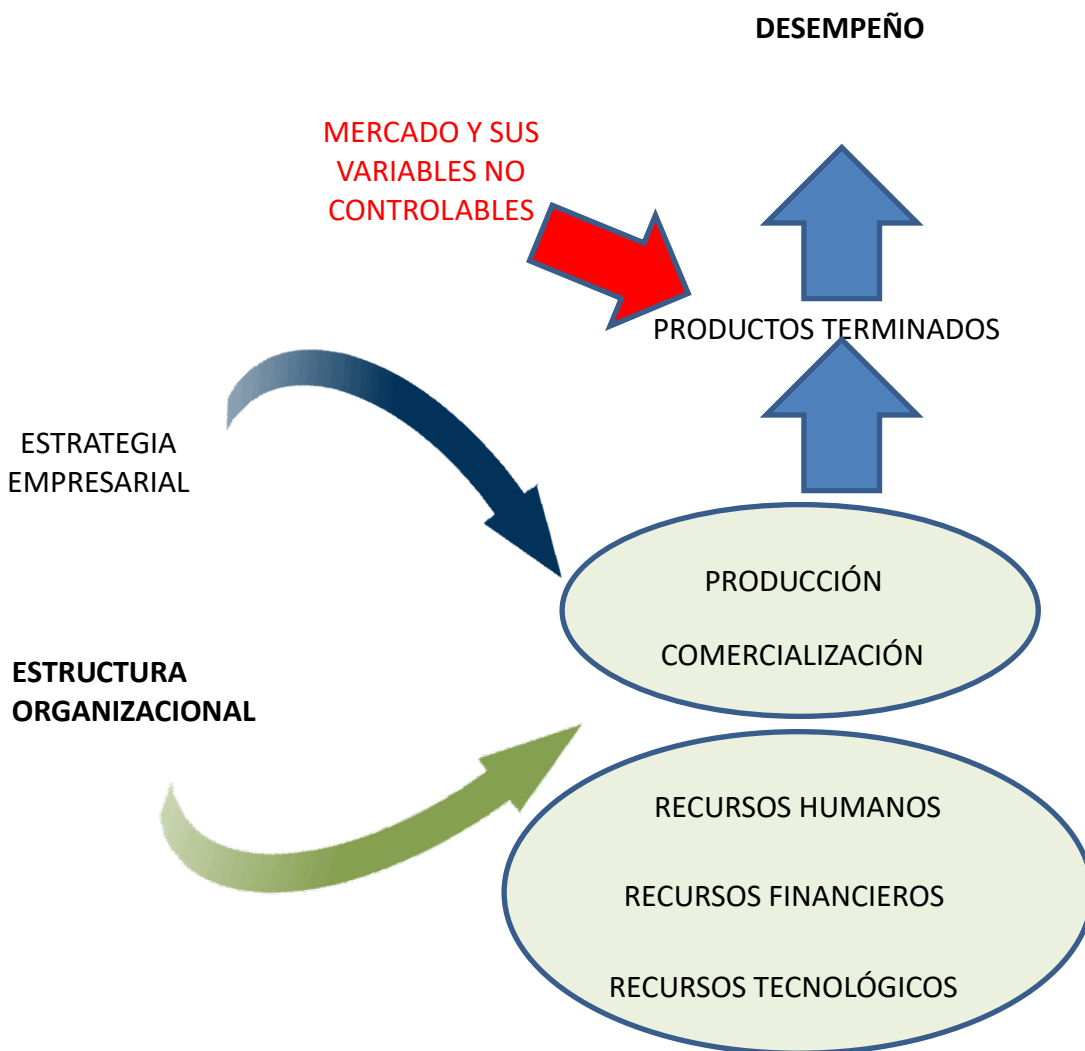 DESEMPEÑO
MERCADO Y SUS
VARIABLES NO
CONTROLABLES
PRODUCTOS TERMINADOS
ESTRATEGIA
EMPRESARIAL
PRODUCCIÓN
COMERCIALIZACIÓN
ESTRUCTURA
ORGANIZACIONAL
RECURSOS HUMANOS
RECURSOS FINANCIEROS
RECURSOS TECNOLÓGICOS